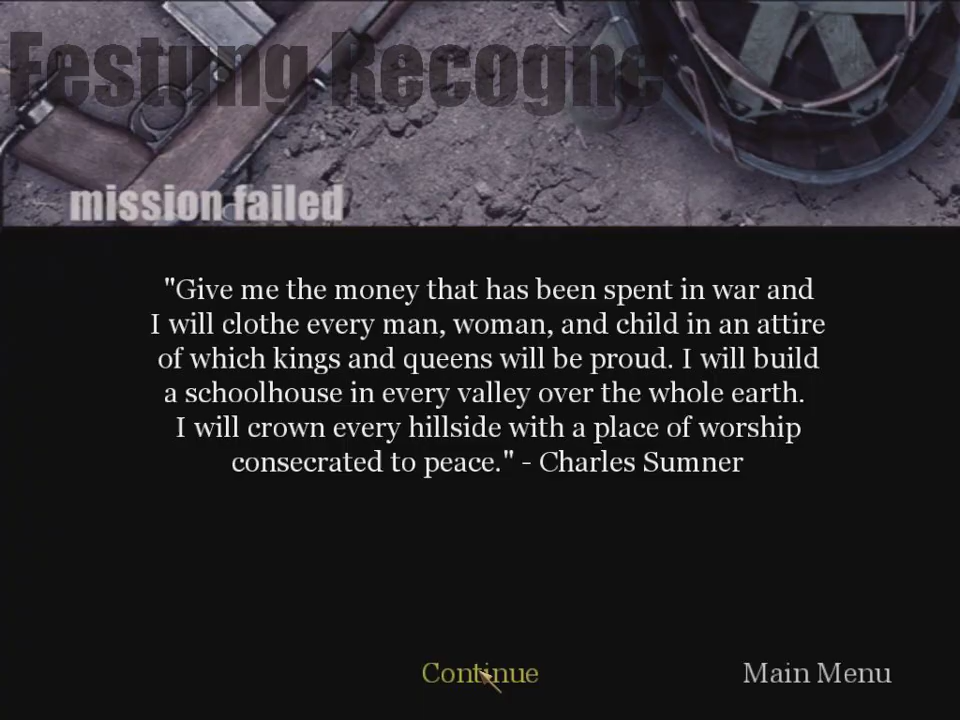 Festung Recogne
mission failed
"Give me the money that has been spent in war and
I will clothe every man, woman, and child in an attire
of which kings and queens will be proud. I will build
a schoolhouse in every valley over the whole earth.
I will crown every hillside with a place of worship
consecrated to peace." - Charles Sumner
Continue
Main Menu